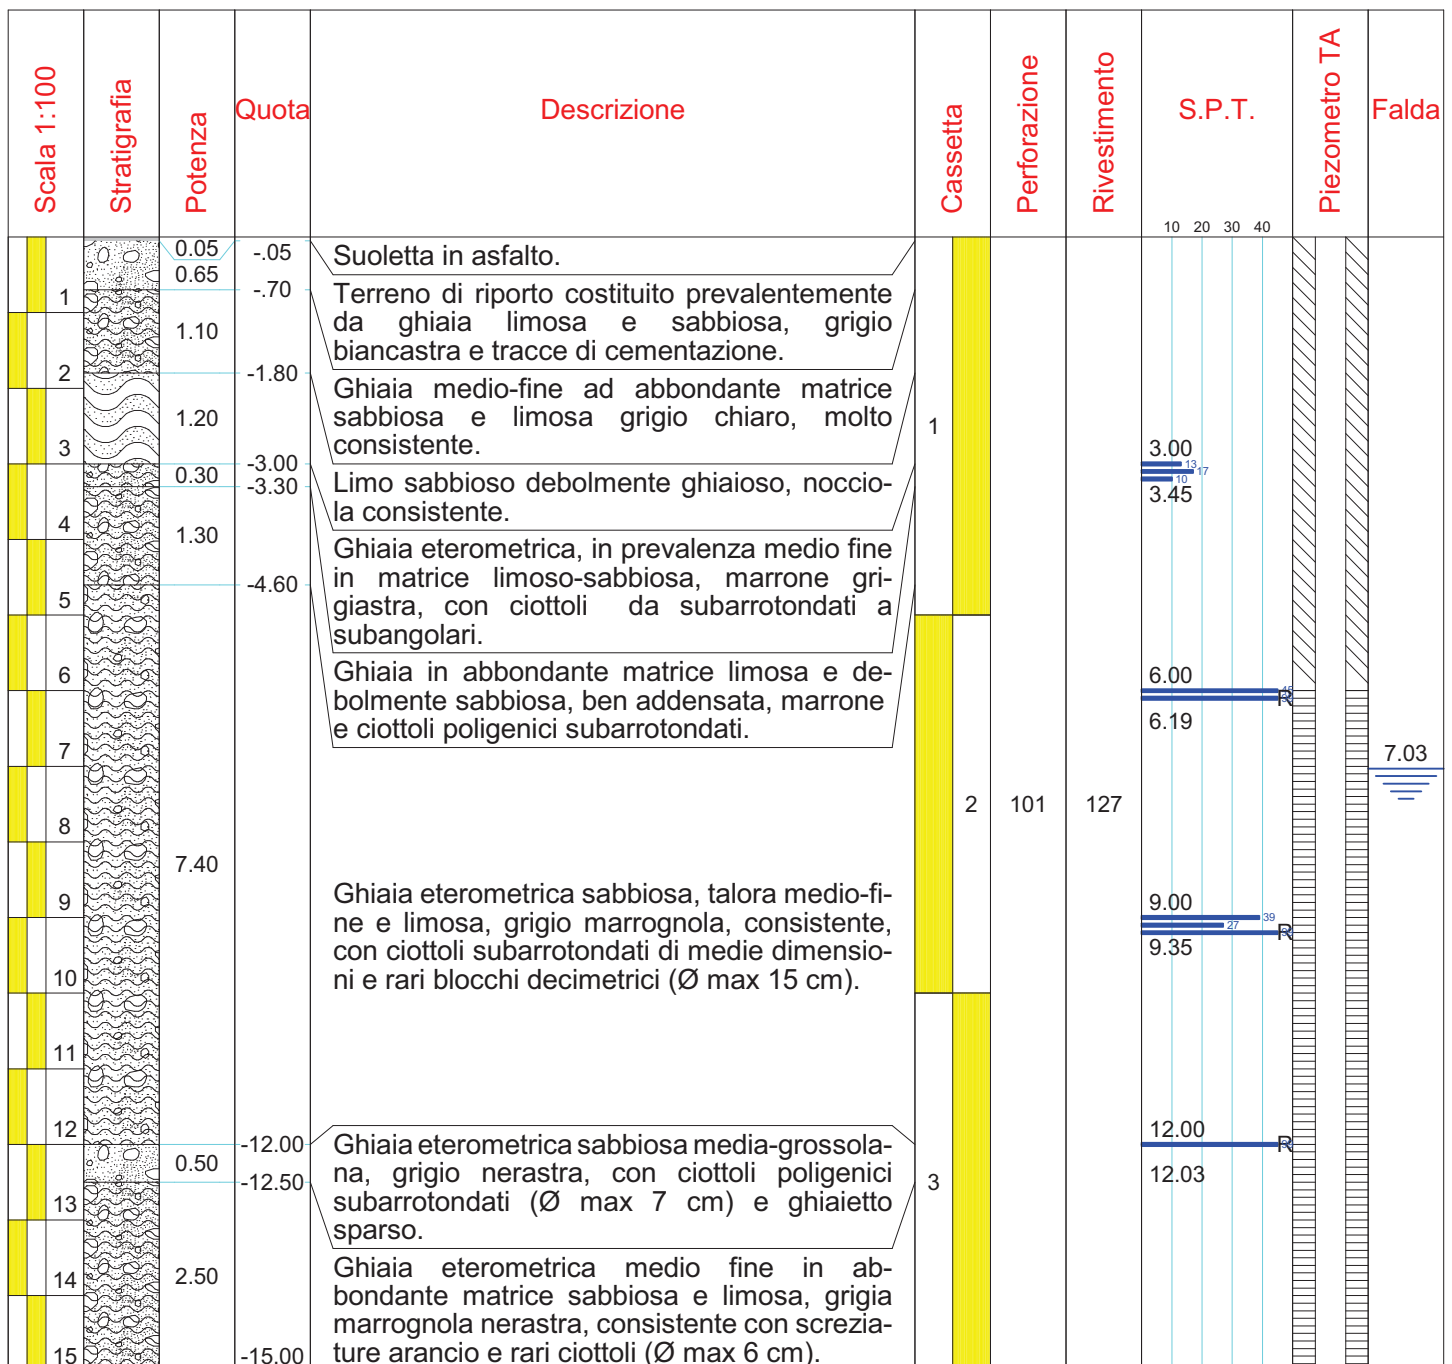 Scala 1:100
Stratigrafia
Potenza
Quota
Descrizione
Cassetta
Perforazione
Rivestimento
S.P.T.
Piezometro TA
Falda
10 20 30 40
0.05
-.05
Suoletta in asfalto.
0.65
-.70
1
Terreno di riporto costituito prevalentemente
da ghiaia limosa e sabbiosa, grigio
biancastra e tracce di cementazione.
1.10
-1.80
2
Ghiaia medio-fine ad abbondante matrice
sabbiosa e limosa grigio chiaro, molto
consistente.
1.20
1
3
-3.00
3.00
13
17
10
3.45
0.30
-3.30
Limo sabbioso debolmente ghiaioso, noccio-
la consistente.
4
1.30
Ghiaia eterometrica, in prevalenza medio fine
in matrice limoso-sabbiosa, marrone gri-
giastra, con ciottoli da subarrotondati a
subangolari.
-4.60
5
Ghiaia in abbondante matrice limosa e de-
bolmente sabbiosa, ben addensata, marrone
e ciottoli poligenici subarrotondati.
6
6.00
R
6.19
7
7.03
8
2
101
127
7.40
9
Ghiaia eterometrica sabbiosa, talora medio-fi-
ne e limosa, grigio marrognola, consistente,
con ciottoli subarrotondati di medie dimensio-
ni e rari blocchi decimetrici (Ø max 15 cm).
9.00
39
27
R
9.35
10
11
12
-12.00
12.00
R
12.03
0.50
-12.50
Ghiaia eterometrica sabbiosa media-grossola-
na, grigio nerastra, con ciottoli poligenici
subarrotondati (Ø max 7 cm) e ghiaietto
sparso.
3
13
14
2.50
Ghiaia eterometrica medio fine in ab-
bondante matrice sabbiosa e limosa, grigia
marrognola nerastra, consistente con screzia-
ture arancio e rari ciottoli (Ø max 6 cm).
15
-15.00